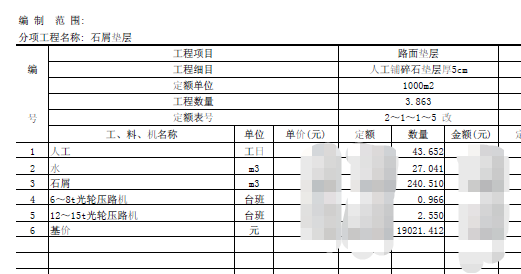 编 制 范 围:
分项工程名称: 石屑垫层
编 号
工程项目 路面垫层
工程细目 人工铺碎石垫层厚5cm
定额单位 1000m2
工程数量 3.863
定额表号 2~1~1~5 改
工、料、机名称 单位 单价(元) 定额 数量 金额(元) 定
1 人工 工日 43.652
2 水 m3 27.041
3 石屑 m3 240.510
4 6~8t光轮压路机 台班 0.966
5 12~15t光轮压路机 台班 2.550
6 基价 元 19021.412